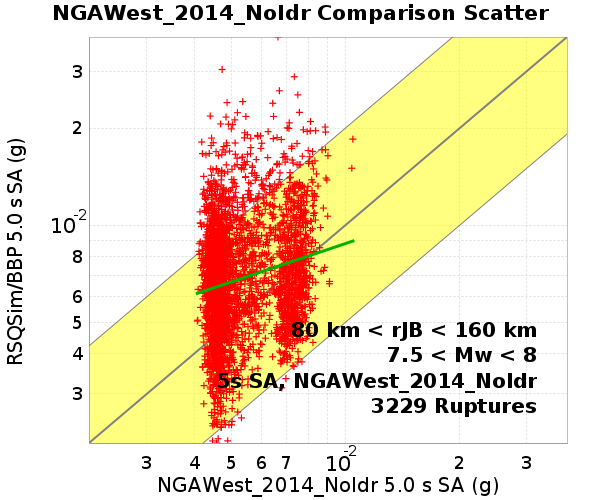 NGAWest_2014_NoIdr Comparison Scatter
RSQSim/BBP 5.0 s SA (g)
3
2
10-2
8
6
5
4
3
80 km < rJB < 160 km
7.5 < Mw < 8
5s SA, NGAWest_2014_NoIdr
3229 Ruptures
3 4 5 6 7 10-2 2 3
NGAWest_2014_NoIdr 5.0 s SA (g)